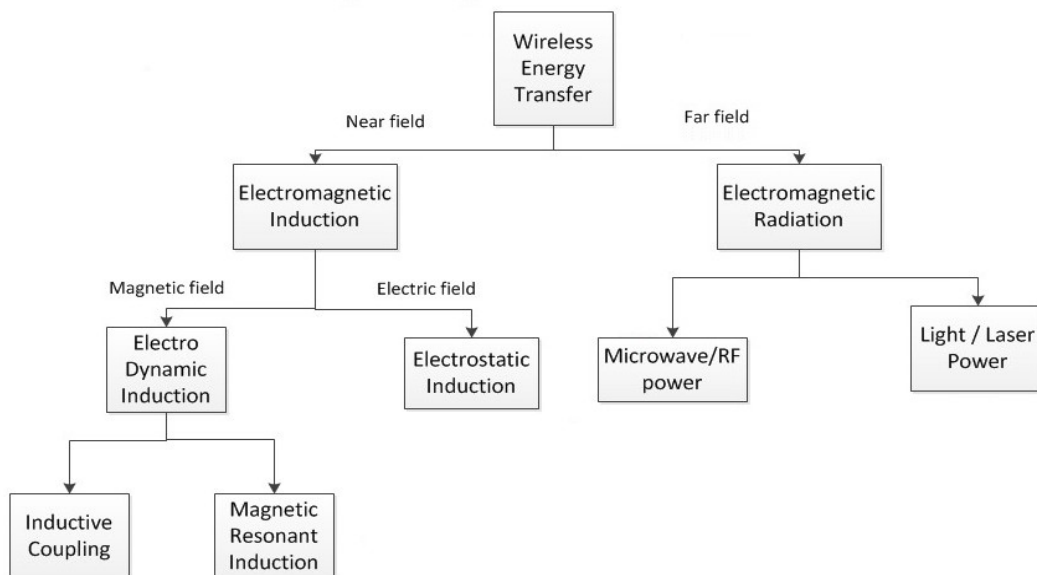 Wireless
Energy
Transfer
Near field
Far field
Electromagnetic
Induction
Electromagnetic
Radiation
Magnetic field
Electric field
Electro
Dynamic
Induction
Electrostatic
Induction
Microwave/RF
power
Light / Laser
Power
Inductive
Coupling
Magnetic
Resonant
Induction